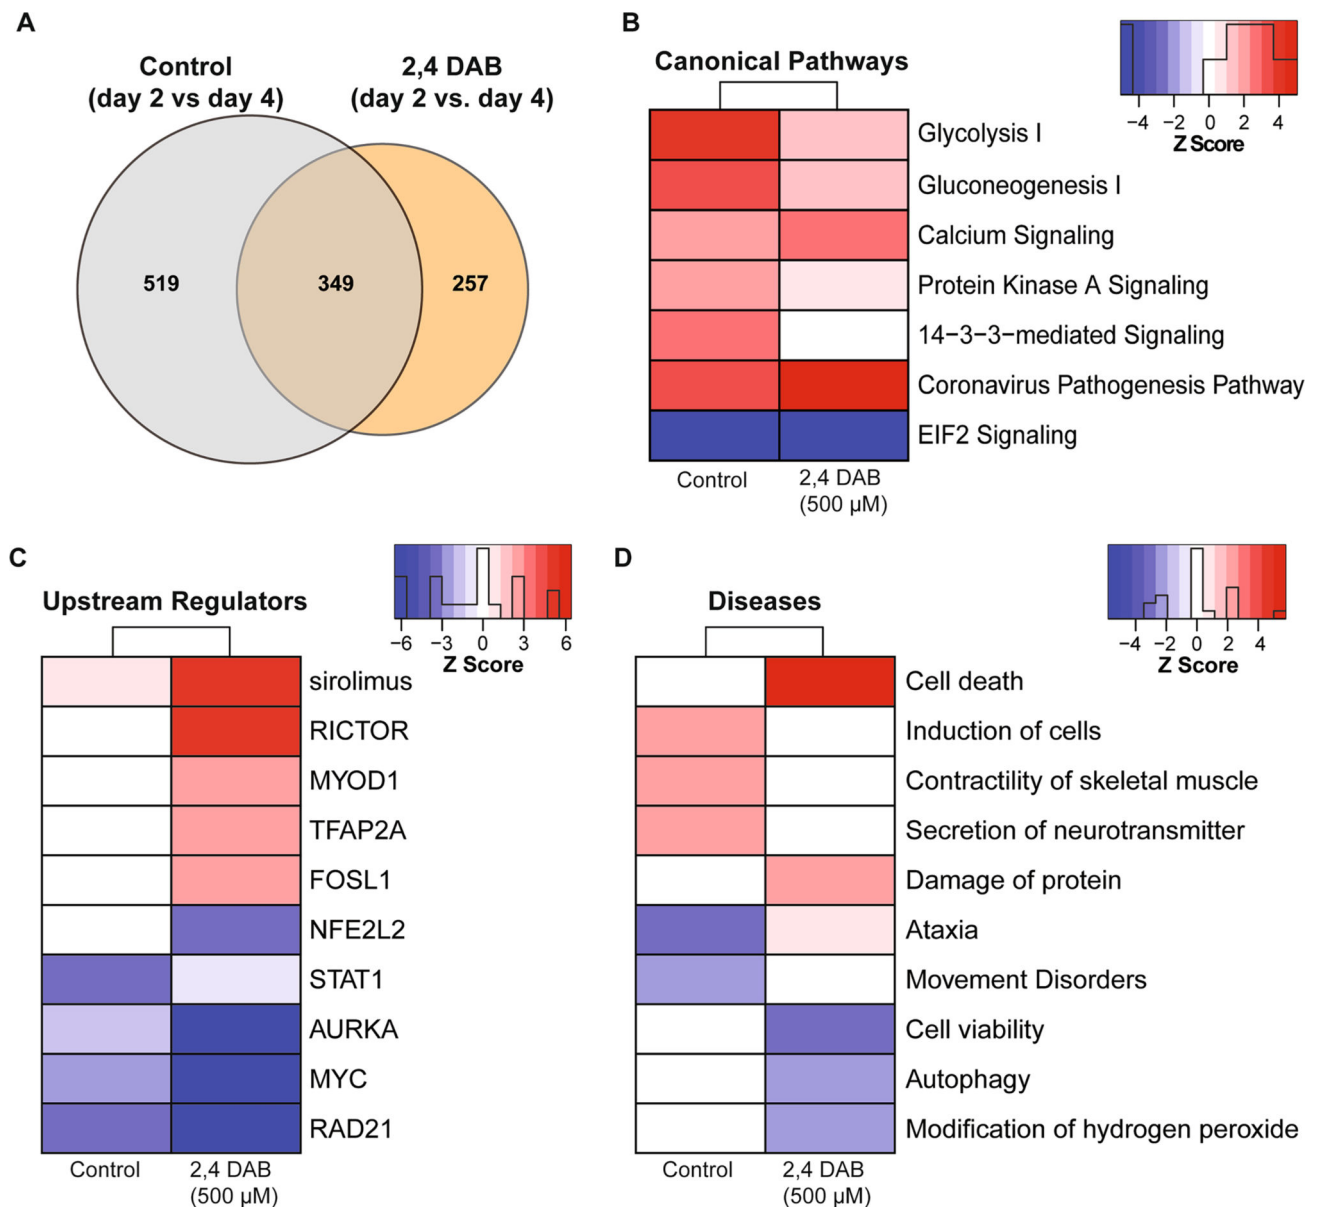 A
Control
(day 2 vs day 4)
2,4 DAB
(day 2 vs. day 4)
519
349
257
B
Canonical Pathways
−4 −2 0 2 4
Z Score
Glycolysis I
Gluconeogenesis I
Calcium Signaling
Protein Kinase A Signaling
14−3−3−mediated Signaling
Coronavirus Pathogenesis Pathway
EIF2 Signaling
Control
2,4 DAB
(500 µM)
C
Upstream Regulators
−6 −3 0 3 6
Z Score
sirolimus
RICTOR
MYOD1
TFAP2A
FOSL1
NFE2L2
STAT1
AURKA
MYC
RAD21
Control
2,4 DAB
(500 µM)
D
Diseases
−4 −2 0 2 4
Z Score
Cell death
Induction of cells
Contractility of skeletal muscle
Secretion of neurotransmitter
Damage of protein
Ataxia
Movement Disorders
Cell viability
Autophagy
Modification of hydrogen peroxide
Control
2,4 DAB
(500 µM)